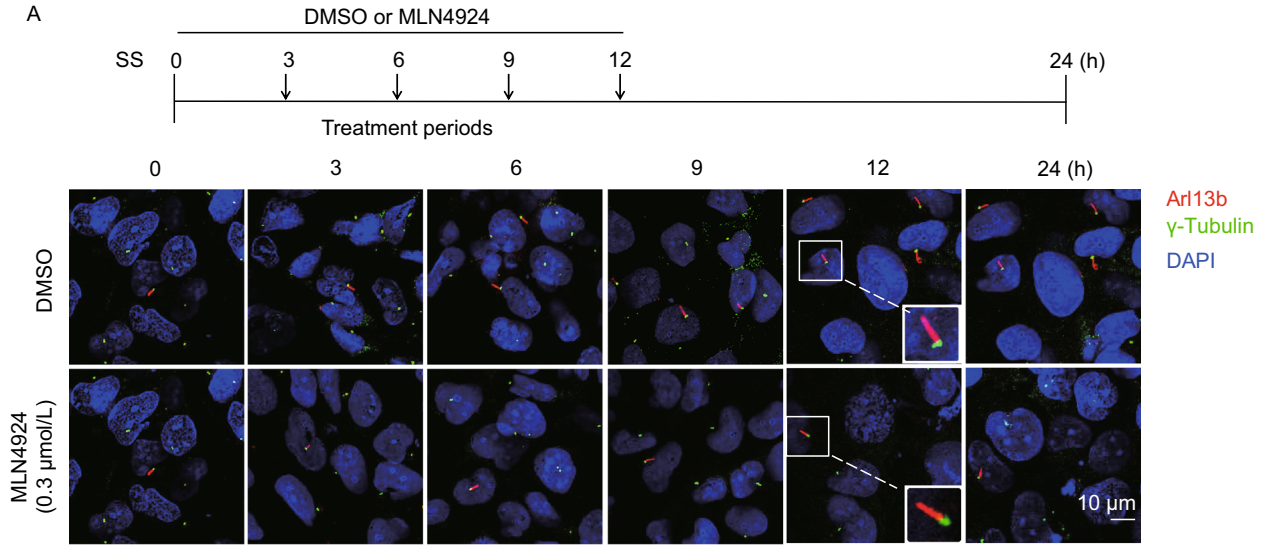 A
DMSO or MLN4924
SS 0 3 6 9 12 24 (h)
Treatment periods
0 3 6 9 12 24 (h)
DMSO
MLN4924
(0.3 μmol/L)
Arl13b
γ-Tubulin
DAPI
10 μm